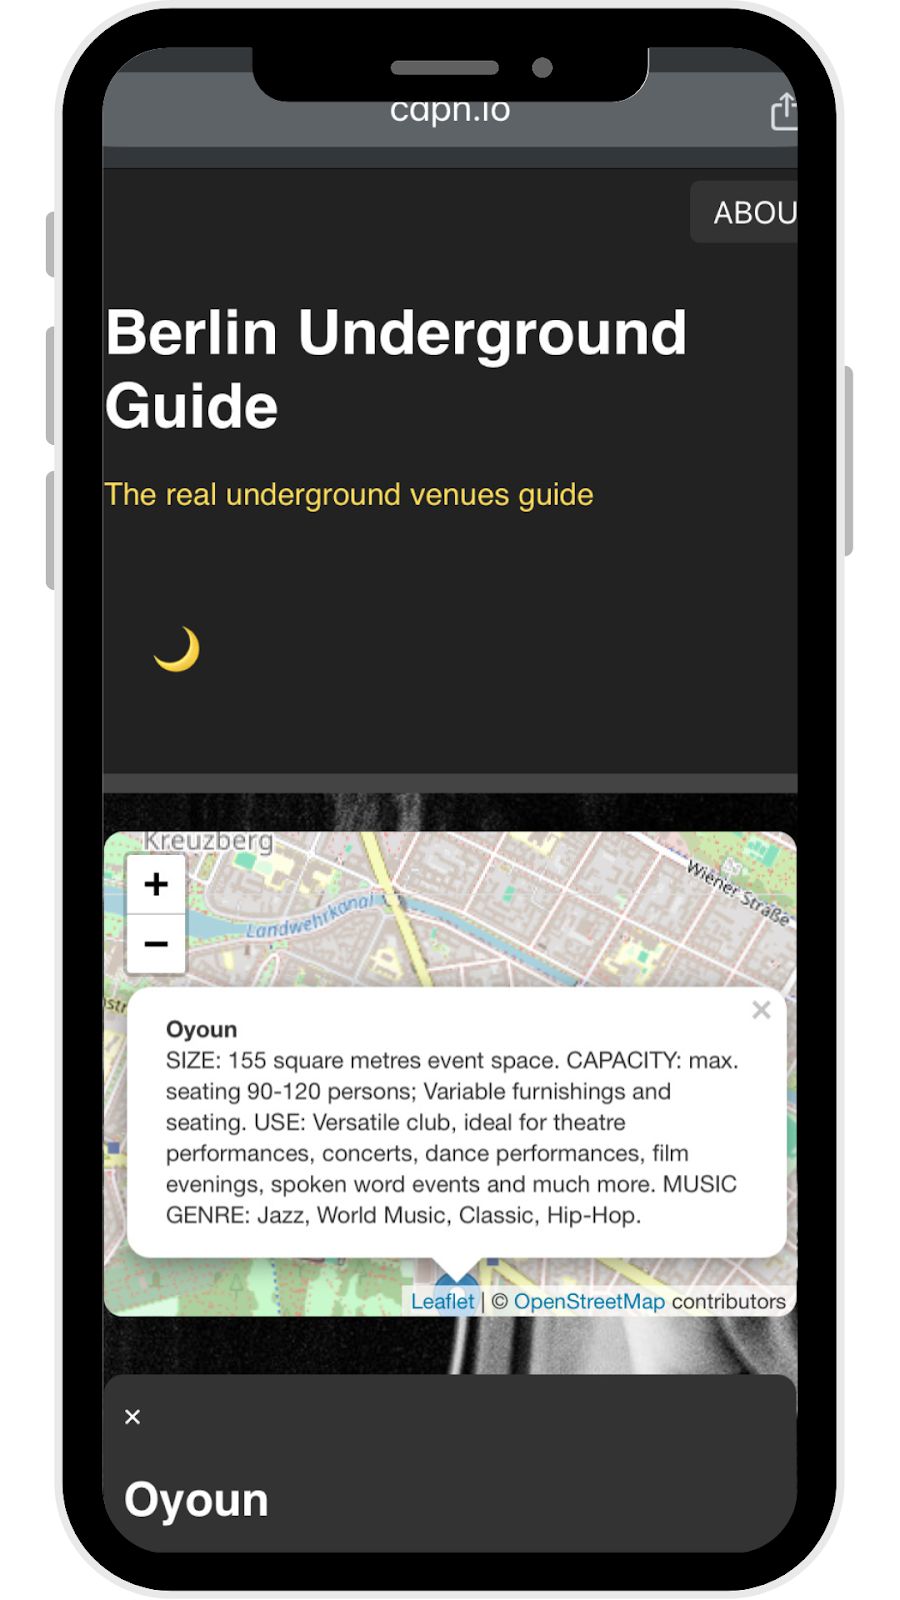 cdpn.io
ABOU
Berlin Underground
Guide
The real underground venues guide
Kreuzberg
Wiener Straße
Landwehrkanal
+
−
str
×
Oyoun
SIZE: 155 square metres event space. CAPACITY: max.
seating 90-120 persons; Variable furnishings and
seating. USE: Versatile club, ideal for theatre
performances, concerts, dance performances, film
evenings, spoken word events and much more. MUSIC
GENRE: Jazz, World Music, Classic, Hip-Hop.
Leaflet | © OpenStreetMap contributors
×
Oyoun